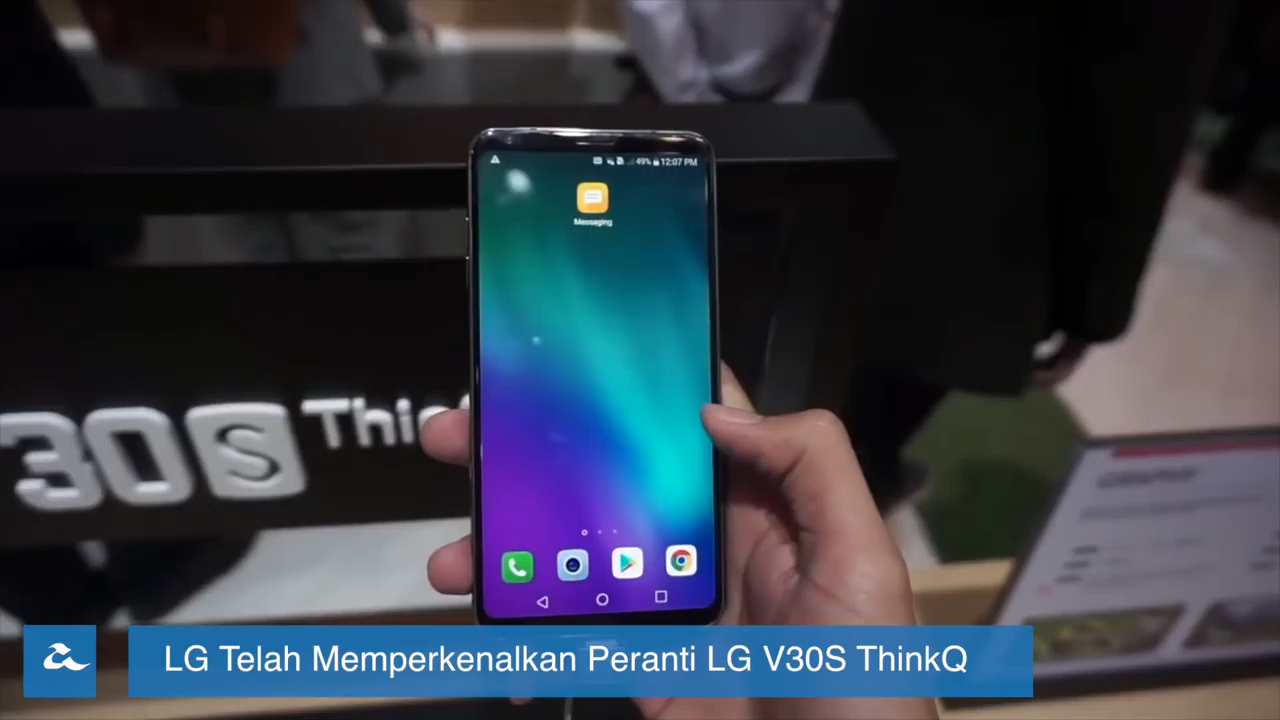 49% 12:07 PM
Messaging
30S Thin
LG Telah Memperkenalkan Peranti LG V30S ThinkQ